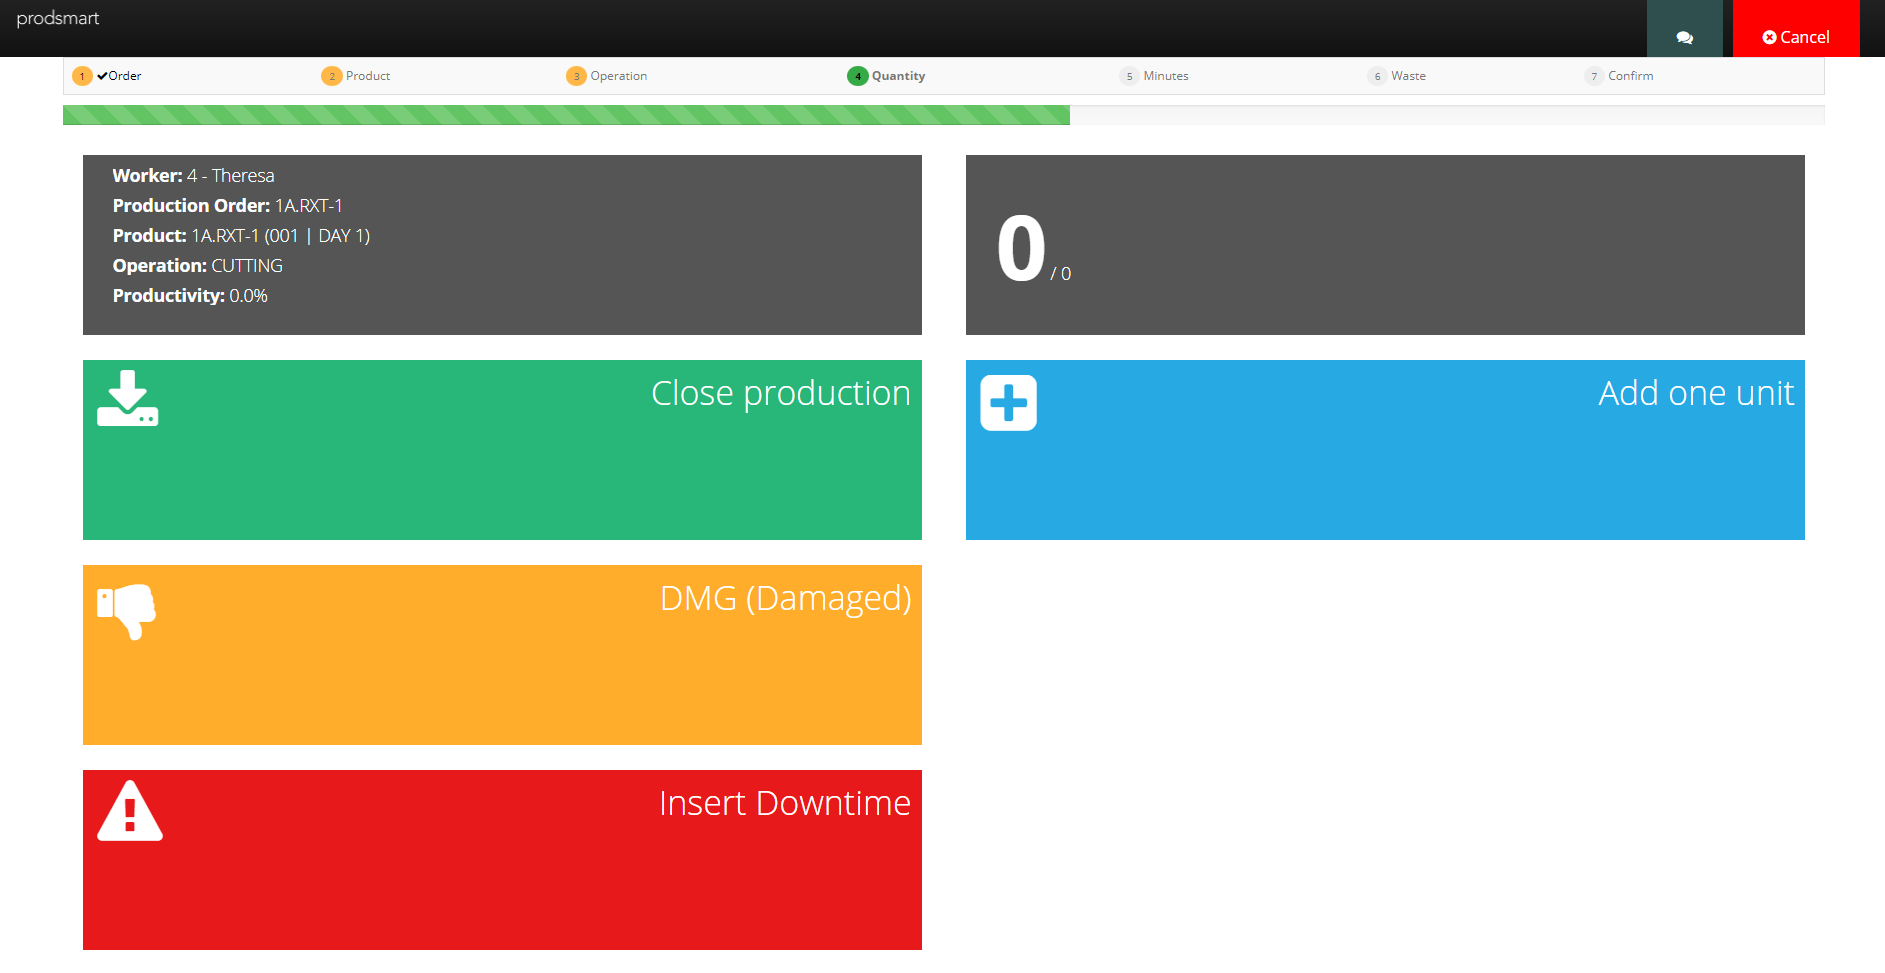 prodsmart
Cancel
1 Order
2 Product
3 Operation
4 Quantity
5 Minutes
6 Waste
7 Confirm
Worker: 4 - Theresa
Production Order: 1A.RXT-1
Product: 1A.RXT-1 (001 | DAY 1)
Operation: CUTTING
Productivity: 0.0%
0 / 0
Close production
Add one unit
DMG (Damaged)
Insert Downtime